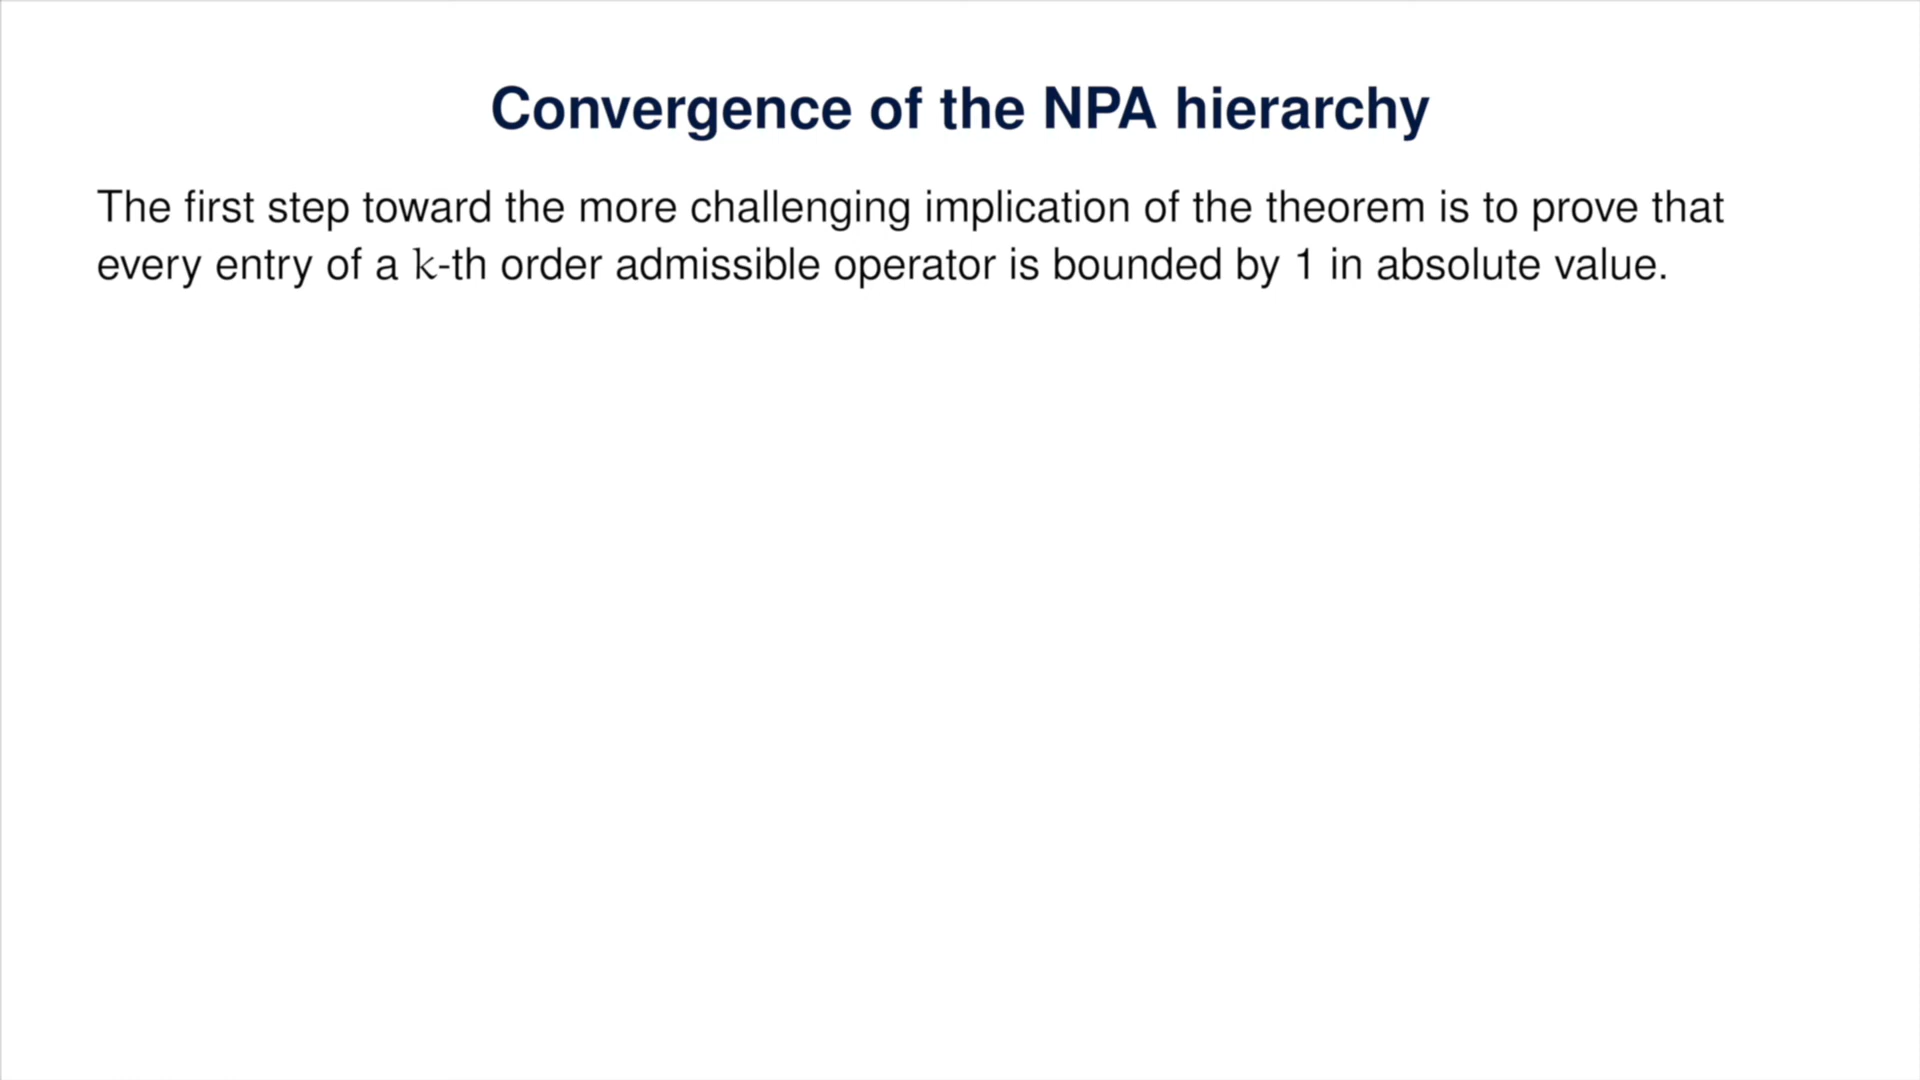 Convergence of the NPA hierarchy
The first step toward the more challenging implication of the theorem is to prove that
every entry of a k-th order admissible operator is bounded by 1 in absolute value.